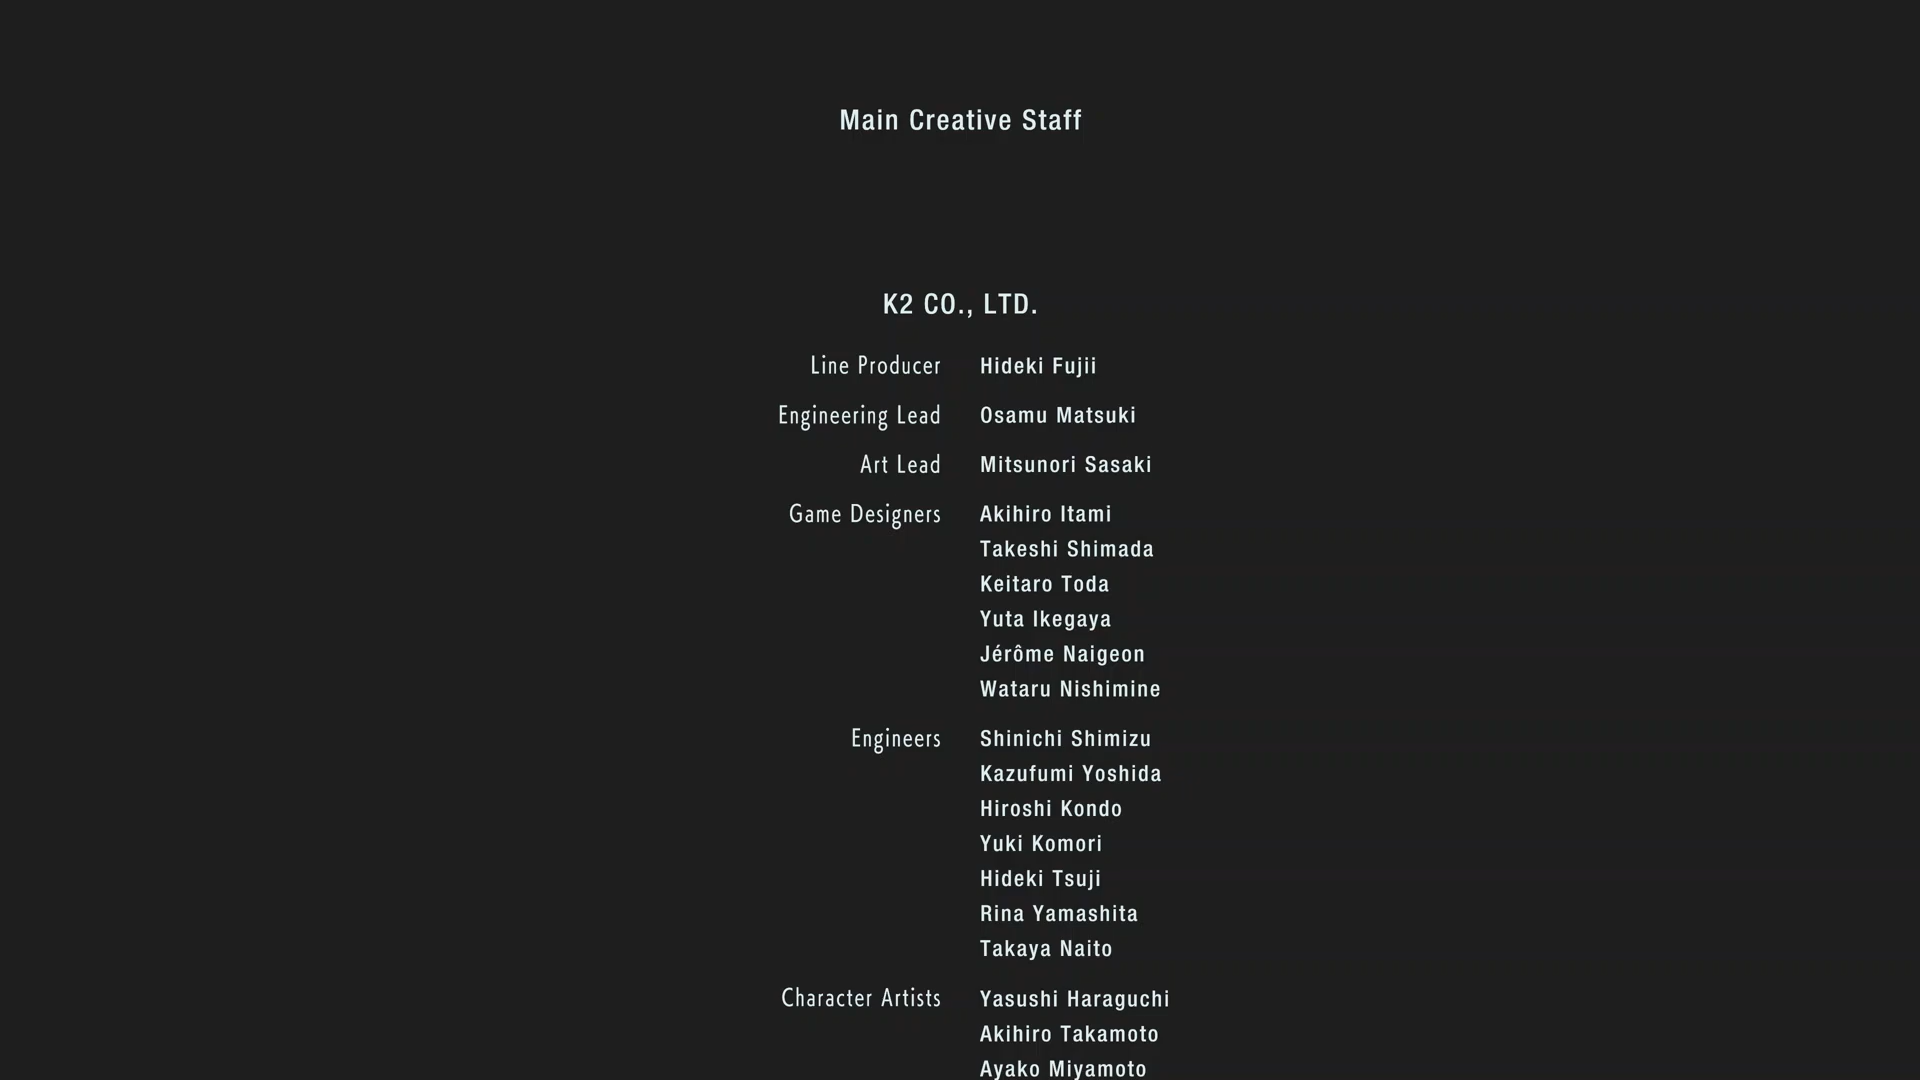 Main Creative Staff
K2 CO., LTD.
Line Producer Hideki Fujii
Engineering Lead Osamu Matsuki
Art Lead Mitsunori Sasaki
Game Designers Akihiro Itami
Takeshi Shimada
Keitaro Toda
Yuta Ikegaya
Jérôme Naigeon
Wataru Nishimine
Engineers Shinichi Shimizu
Kazufumi Yoshida
Hiroshi Kondo
Yuki Komori
Hideki Tsuji
Rina Yamashita
Takaya Naito
Character Artists Yasushi Haraguchi
Akihiro Takamoto
Ayako Miyamoto